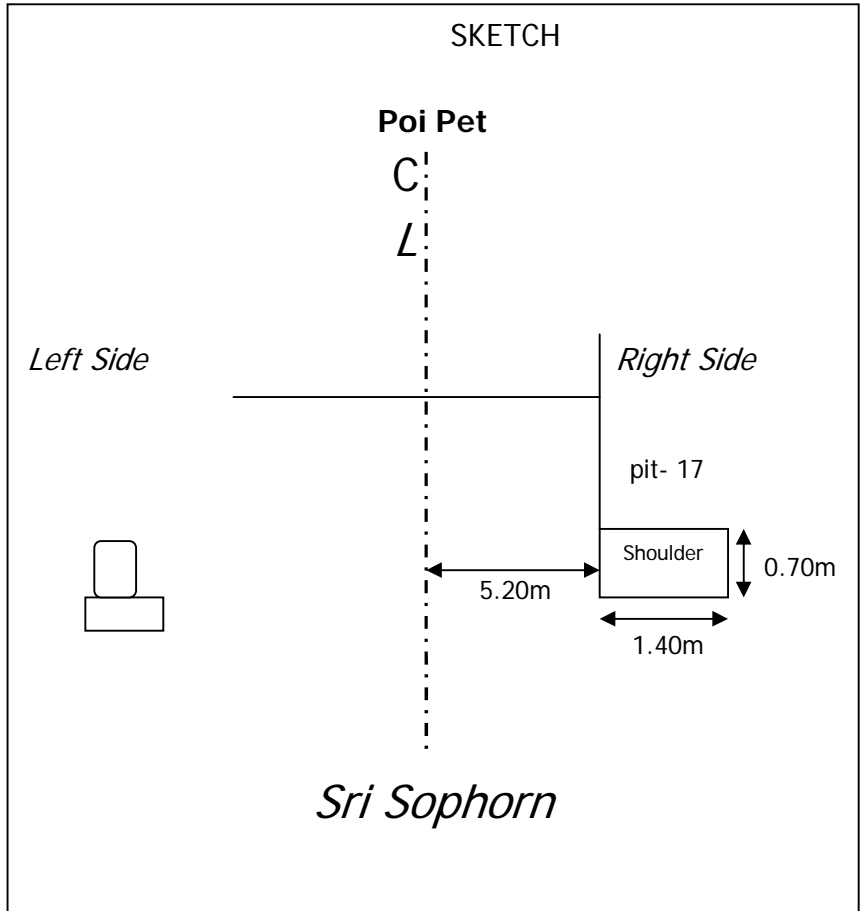 SKETCH
Poi Pet
C
L
Left Side
Right Side
pit- 17
Shoulder
0.70m
5.20m
1.40m
Sri Sophorn